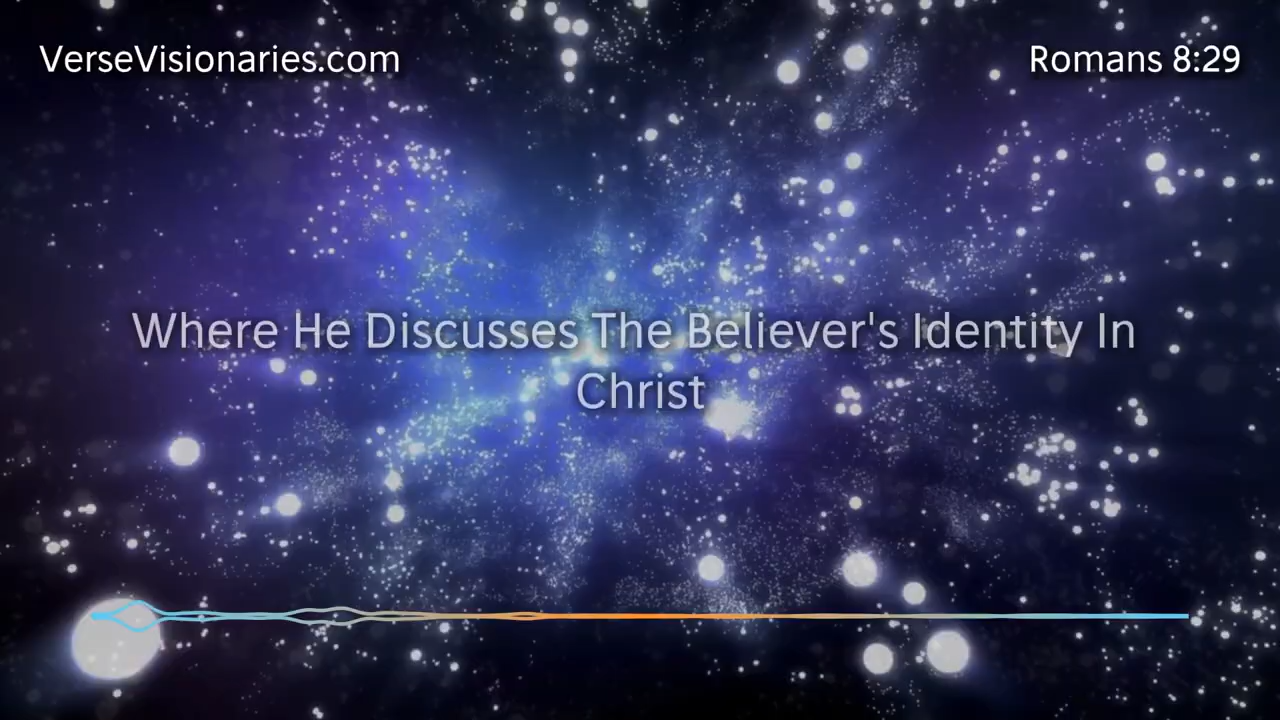 VerseVisionaries.com
Romans 8:29
Where He Discusses The Believer's Identity In
Christ